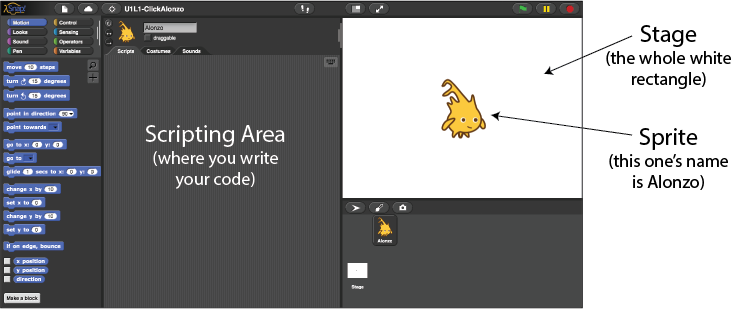 Snap!
U1L1-ClickAlonzo
Motion
Control
Looks
Sensing
Sound
Operators
Pen
Variables
Alonzo
draggable
Scripts
Costumes
Sounds
move 10 steps
turn 15 degrees
turn 15 degrees
point in direction 90
point towards
go to x: 0 y: 0
go to
glide 1 secs to x: 0 y: 0
change x by 10
set x to 0
change y by 10
set y to 0
if on edge, bounce
x position
y position
direction
Make a block
Scripting Area
(where you write
your code)
Alonzo
Stage
Stage
(the whole white
rectangle)
Sprite
(this one's name
is Alonzo)